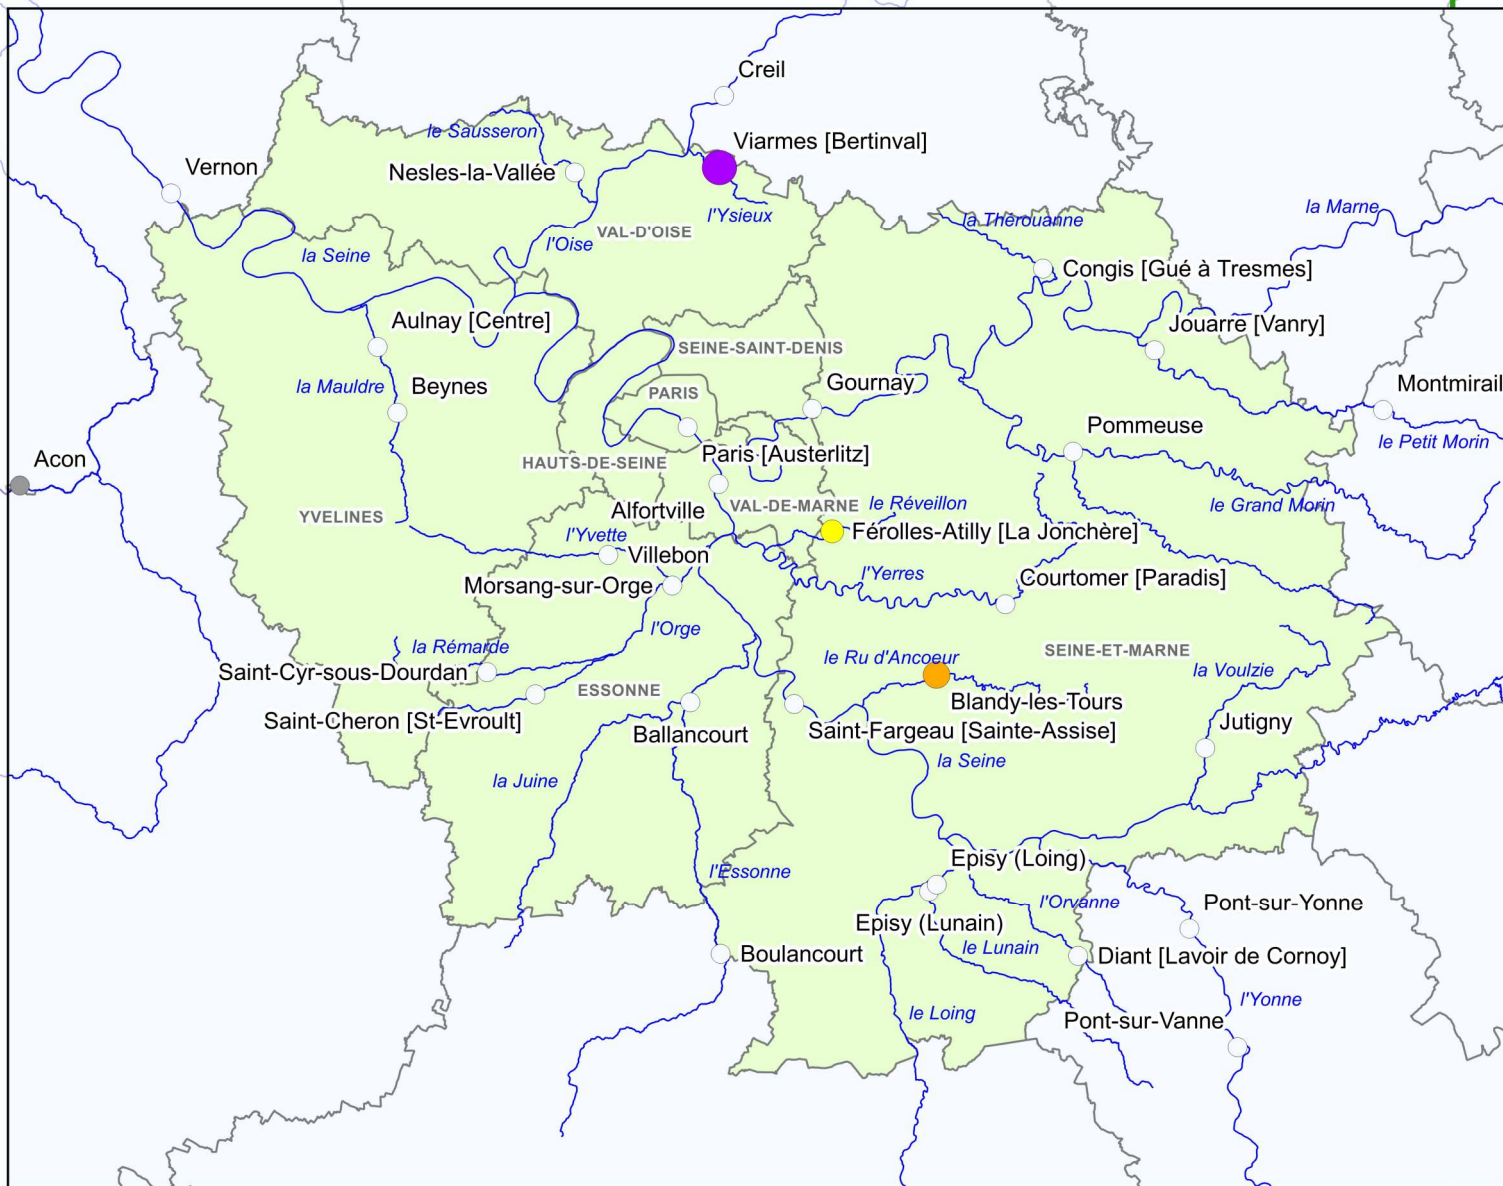 Creil
Viarmes [Bertinval]
le Sausseron
Vernon
Nesles-la-Vallée
l'Ysieux
la Marne
la Thérouanne
VAL-D'OISE
l'Oise
la Seine
Congis [Gué à Tresmes]
Aulnay [Centre]
Jouarre [Vanry]
SEINE-SAINT-DENIS
la Mauldre
Beynes
PARIS
Gournay
Montmirail
Pommeuse
le Petit Morin
Acon
Paris [Austerlitz]
HAUTS-DE-SEINE
YVELINES
Alfortville
VAL-DE-MARNE
le Réveillon
le Grand Morin
l'Yvette
Férolles-Atilly [La Jonchère]
Villebon
Morsang-sur-Orge
l'Yerres
Courtomer [Paradis]
l'Orge
la Rémarde
le Ru d'Ancoeur
SEINE-ET-MARNE
Saint-Cyr-sous-Dourdan
la Voulzie
ESSONNE
Blandy-les-Tours
Saint-Cheron [St-Evroult]
Ballancourt
Saint-Fargeau [Sainte-Assise]
Jutigny
la Juine
la Seine
l'Essonne
Episy (Loing)
l'Orvanne
Pont-sur-Yonne
Episy (Lunain)
le Lunain
Boulancourt
Diant [Lavoir de Cornoy]
l'Yonne
le Loing
Pont-sur-Vanne